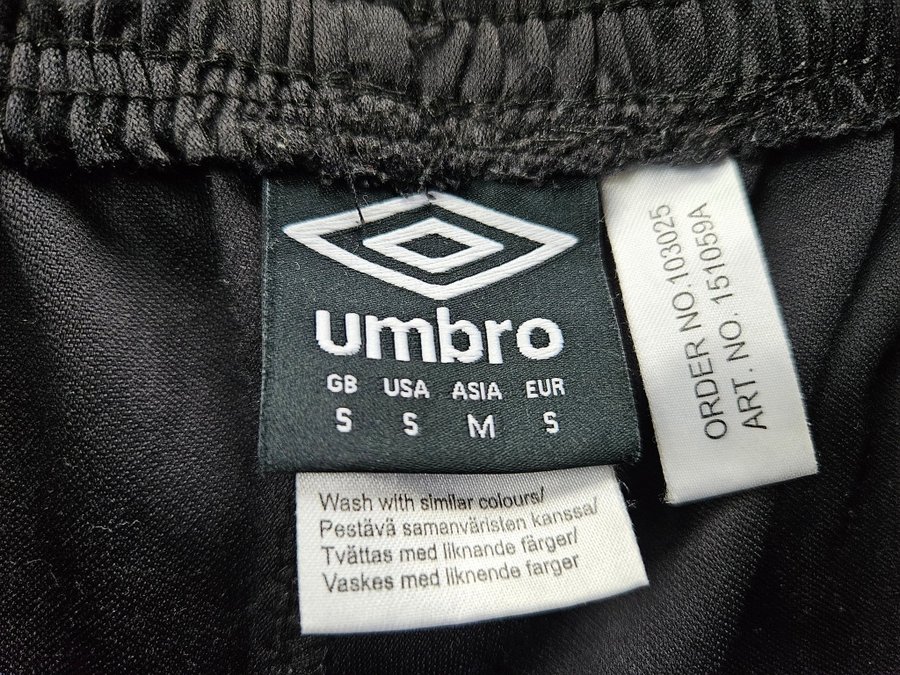 umbro
GB USA ASIA EUR
S S M S
Wash with similar colours/
Pestävä samanväristen kanssa/
Tvättas med liknande färger/
Vaskes med liknende farger
ORDER NO.103025
ART. NO. 151059A